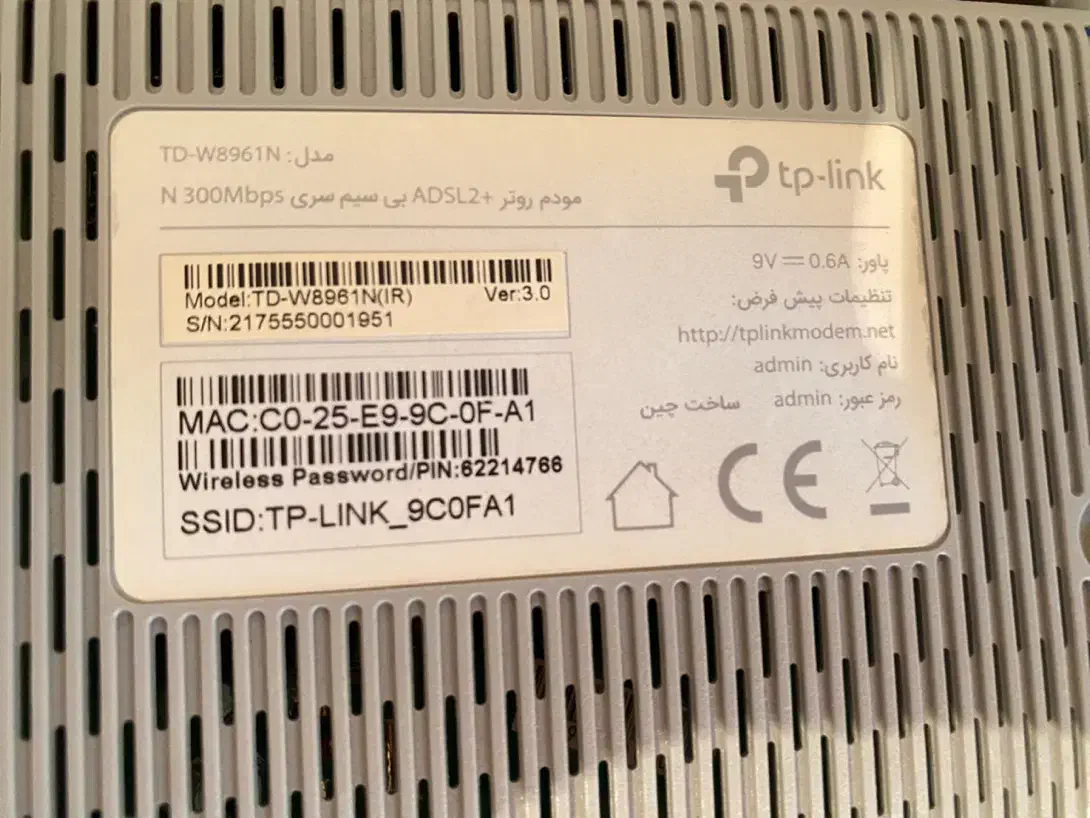 مدل: TD-W8961N
مودم روتر +ADSL2 بی سیم سری N 300Mbps
tp-link
Model:TD-W8961N(IR) Ver:3.0
S/N:2175550001951
MAC:C0-25-E9-9C-0F-A1
Wireless Password/PIN:62214766
SSID:TP-LINK_9C0FA1
پاور: 9V⎓0.6A
تنظیمات پیش فرض:
http://tplinkmodem.net
نام کاربری: admin
رمز عبور: admin ساخت چین
CE